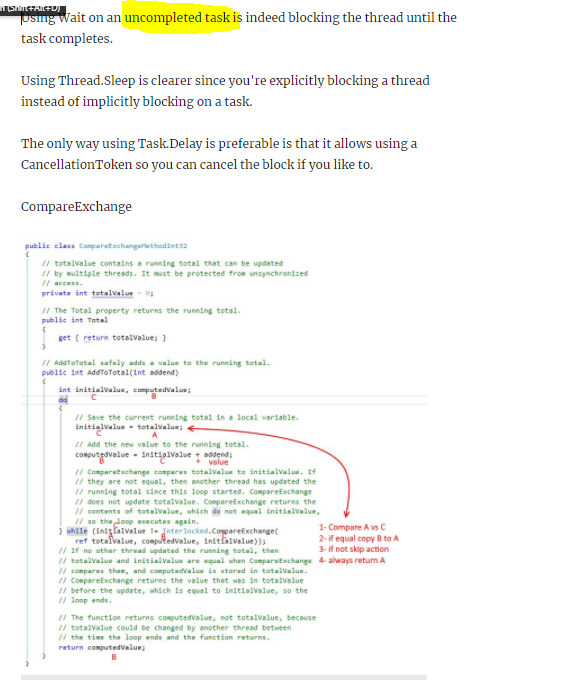 n (Shift+Alt+D)
Using Wait on an uncompleted task is indeed blocking the thread until the
task completes.
Using Thread.Sleep is clearer since you're explicitly blocking a thread
instead of implicitly blocking on a task.
The only way using Task.Delay is preferable is that it allows using a
CancellationToken so you can cancel the block if you like to.
CompareExchange
public class CompareExchangeMethodInt32
{
// totalValue contains a running total that can be updated
// by multiple threads. It must be protected from unsynchronized
// access.
private int totalValue = 0;
// The Total property returns the running total.
public int Total
{
get { return totalValue; }
}
// AddToTotal safely adds a value to the running total.
public int AddToTotal(int addend)
{
int initialValue, computedValue;
C B
do
{
// Save the current running total in a local variable.
initialValue = totalValue;
C A
// Add the new value to the running total.
computedValue = initialValue + addend;
B C + value
// CompareExchange compares totalValue to initialValue. If
// they are not equal, then another thread has updated the
// running total since this loop started. CompareExchange
// does not update totalValue. CompareExchange returns the
// contents of totalValue, which do not equal initialValue,
// so the loop executes again.
C
} while (initialValue != Interlocked.CompareExchange(
A B C
ref totalValue, computedValue, initialValue));
// If no other thread updated the running total, then
// totalValue and initialValue are equal when CompareExchange
// compares them, and computedValue is stored in totalValue.
// CompareExchange returns the value that was in totalValue
// before the update, which is equal to initialValue, so the
// loop ends.
1- Compare A vs C
2- if equal copy B to A
3- if not skip action
4- always return A
// The function returns computedValue, not totalValue, because
// totalValue could be changed by another thread between
// the time the loop ends and the function returns.
return computedValue;
B
}
}